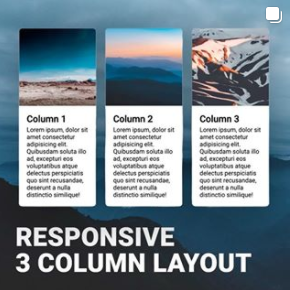 Column 1
Lorem ipsum, dolor sit
amet consectetur
adipisicing elit.
Quibusdam soluta illo
ad, excepturi eos
voluptatibus atque
delectus perspiciatis
quo sint recusandae,
deserunt a nulla
distinctio similique!
Column 2
Lorem ipsum, dolor sit
amet consectetur
adipisicing elit.
Quibusdam soluta illo
ad, excepturi eos
voluptatibus atque
delectus perspiciatis
quo sint recusandae,
deserunt a nulla
distinctio similique!
Column 3
Lorem ipsum, dolor sit
amet consectetur
adipisicing elit.
Quibusdam soluta illo
ad, excepturi eos
voluptatibus atque
delectus perspiciatis
quo sint recusandae,
deserunt a nulla
distinctio similique!
RESPONSIVE
3 COLUMN LAYOUT